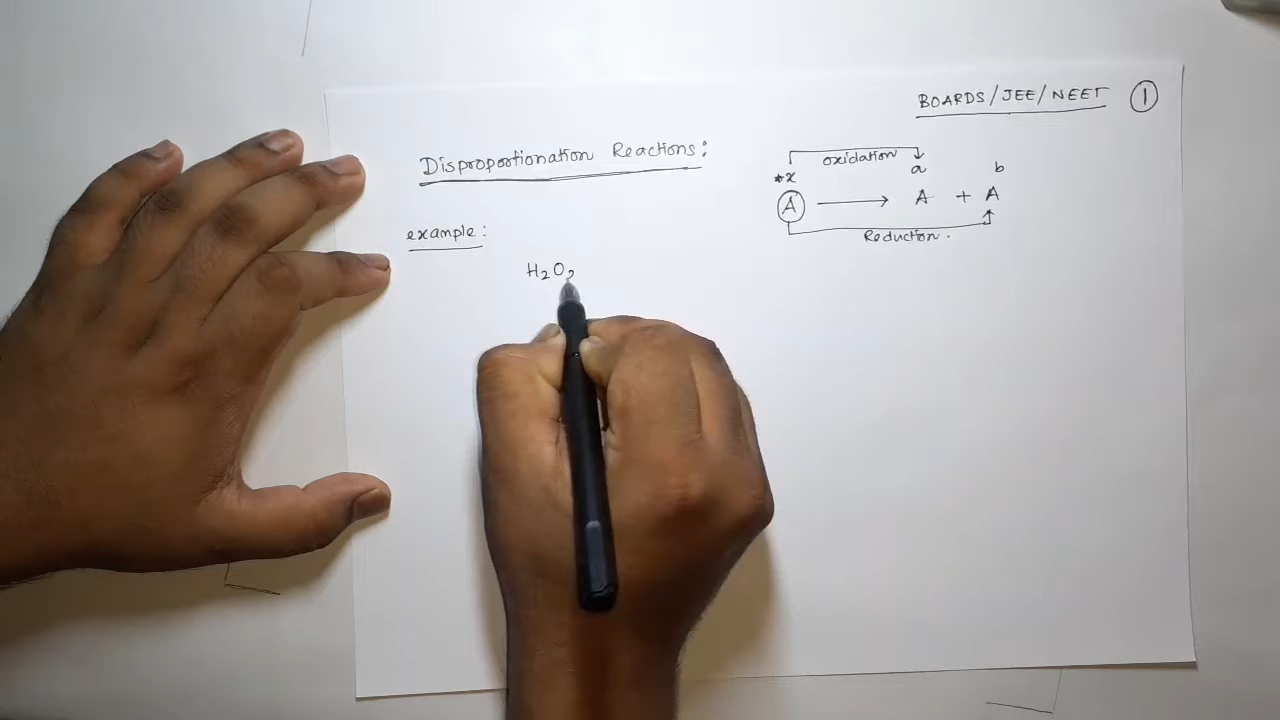 BOARDS/JEE/NEET 1
Disproportionation Reactions:
oxidation
*x a b
A → A + A
Reduction.
example:
H2O2